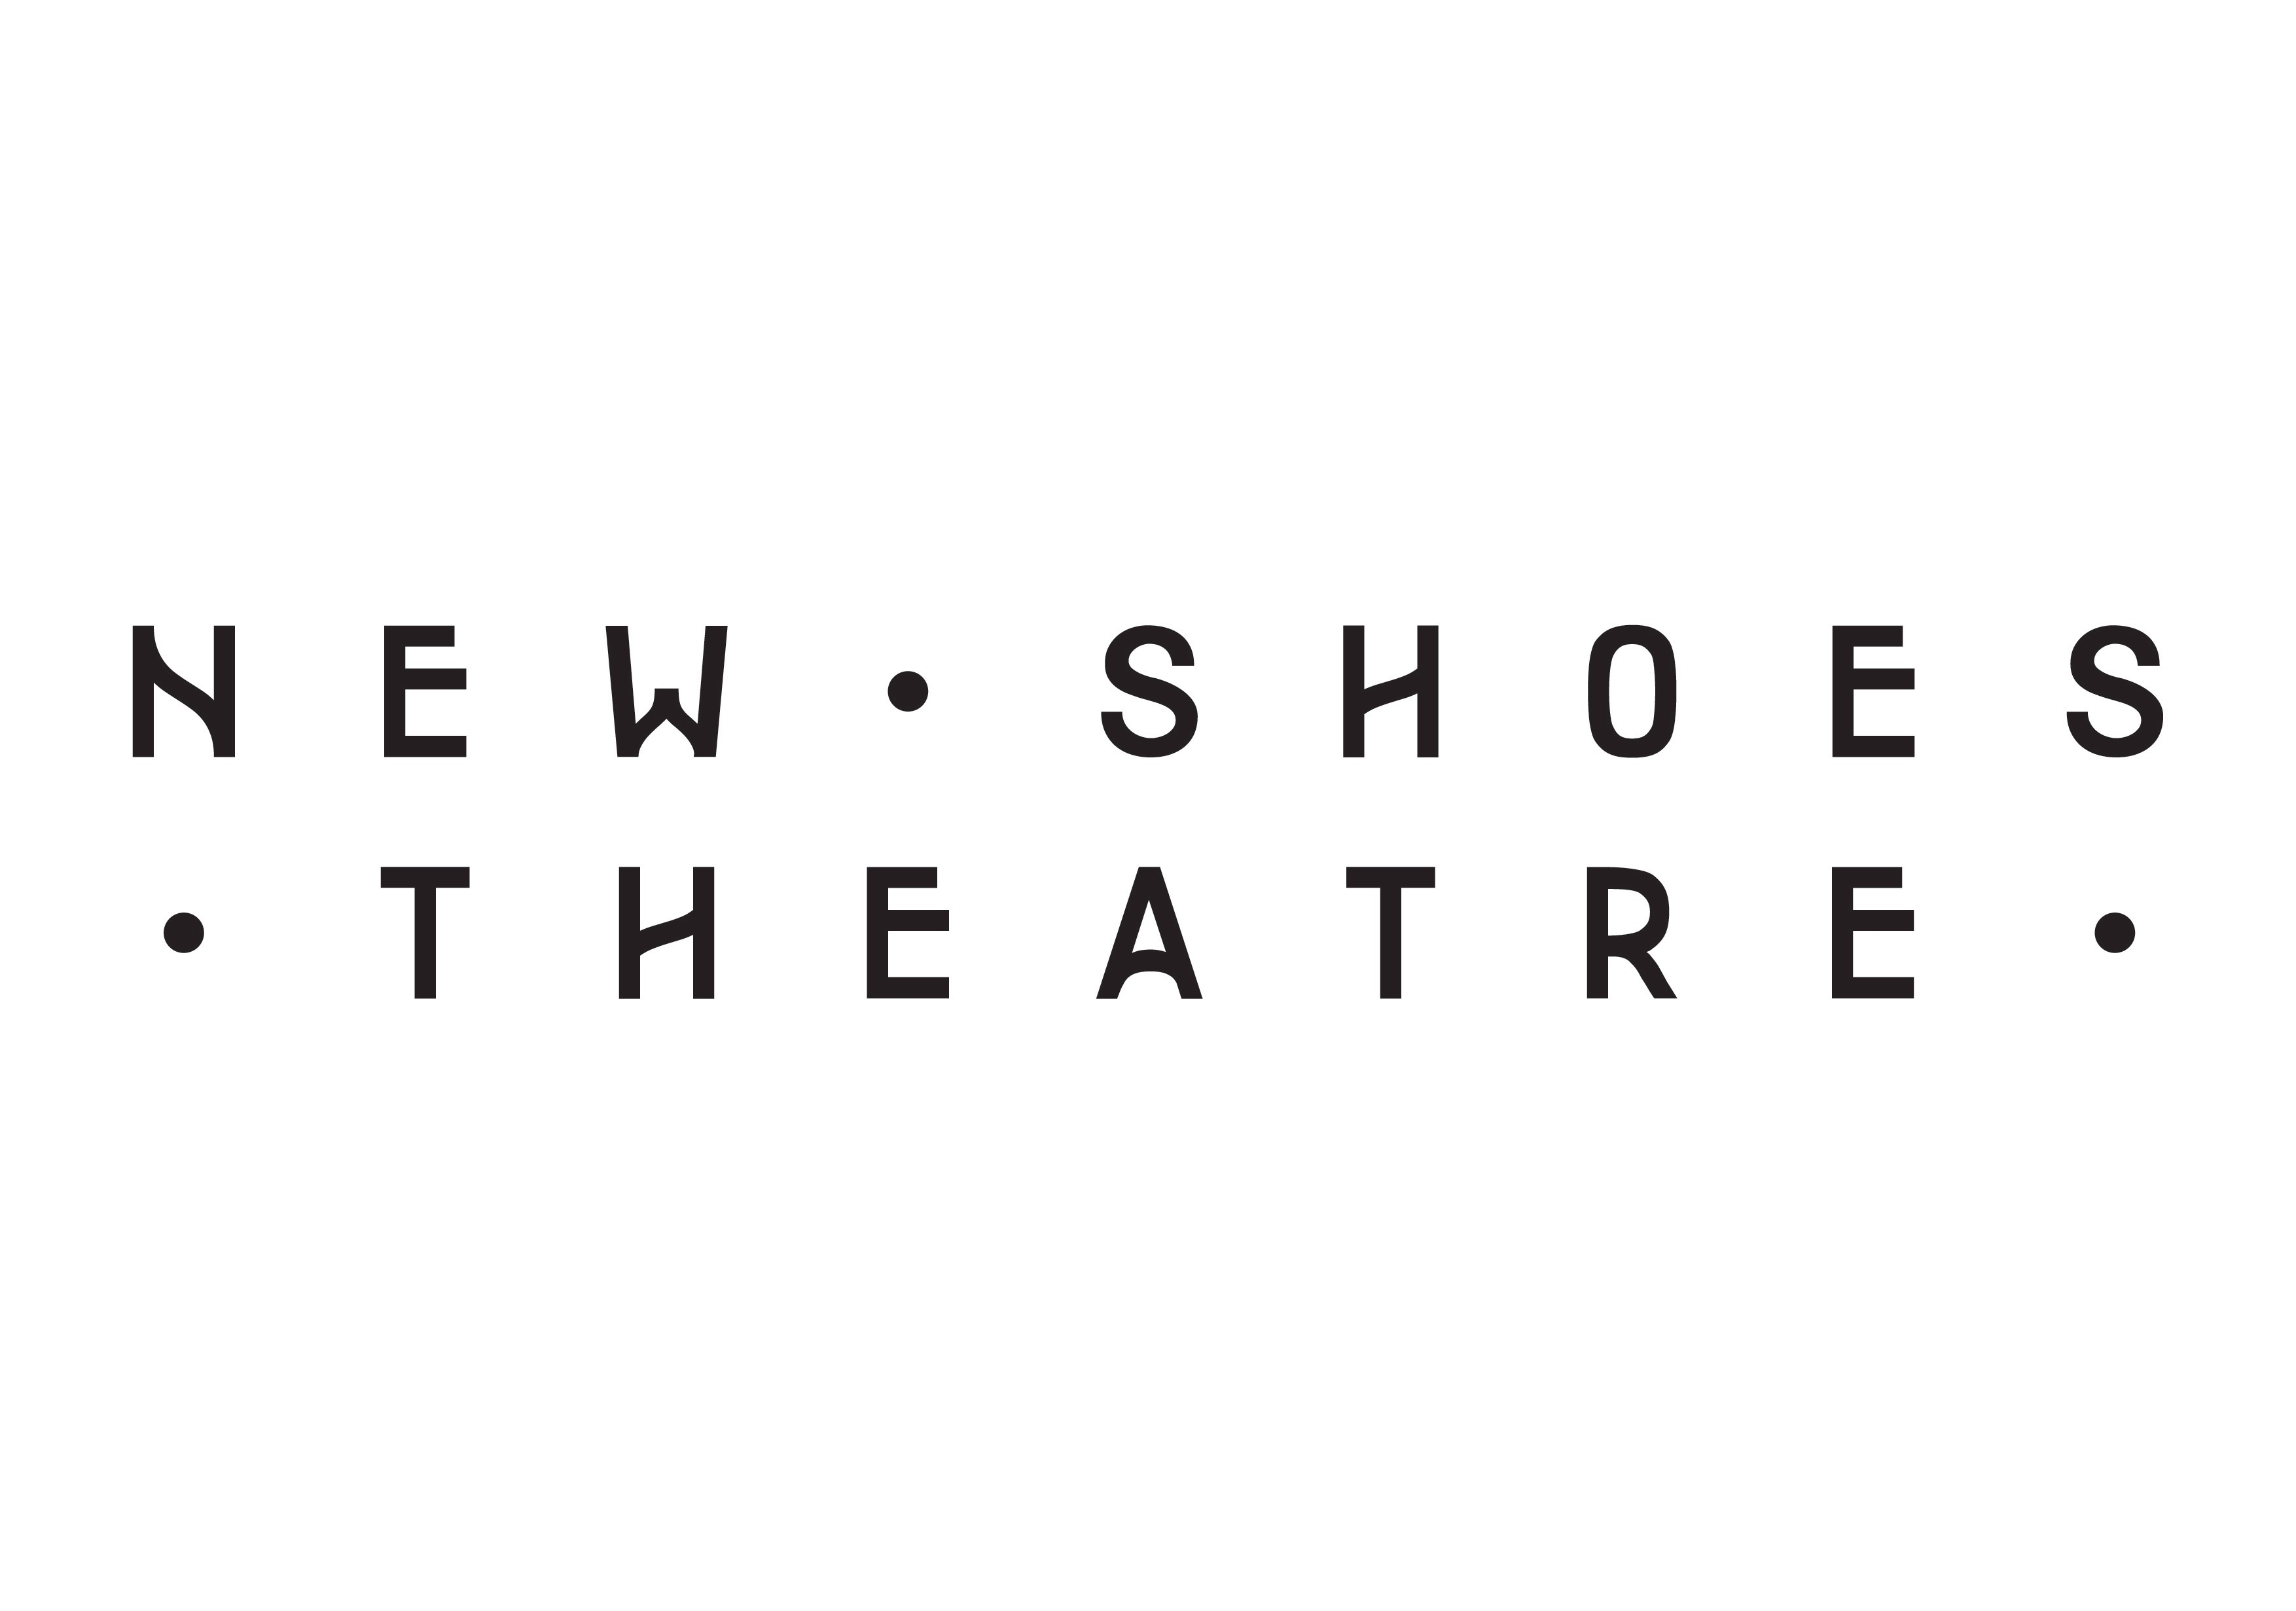 NEW • SHOES
• THEATRE •